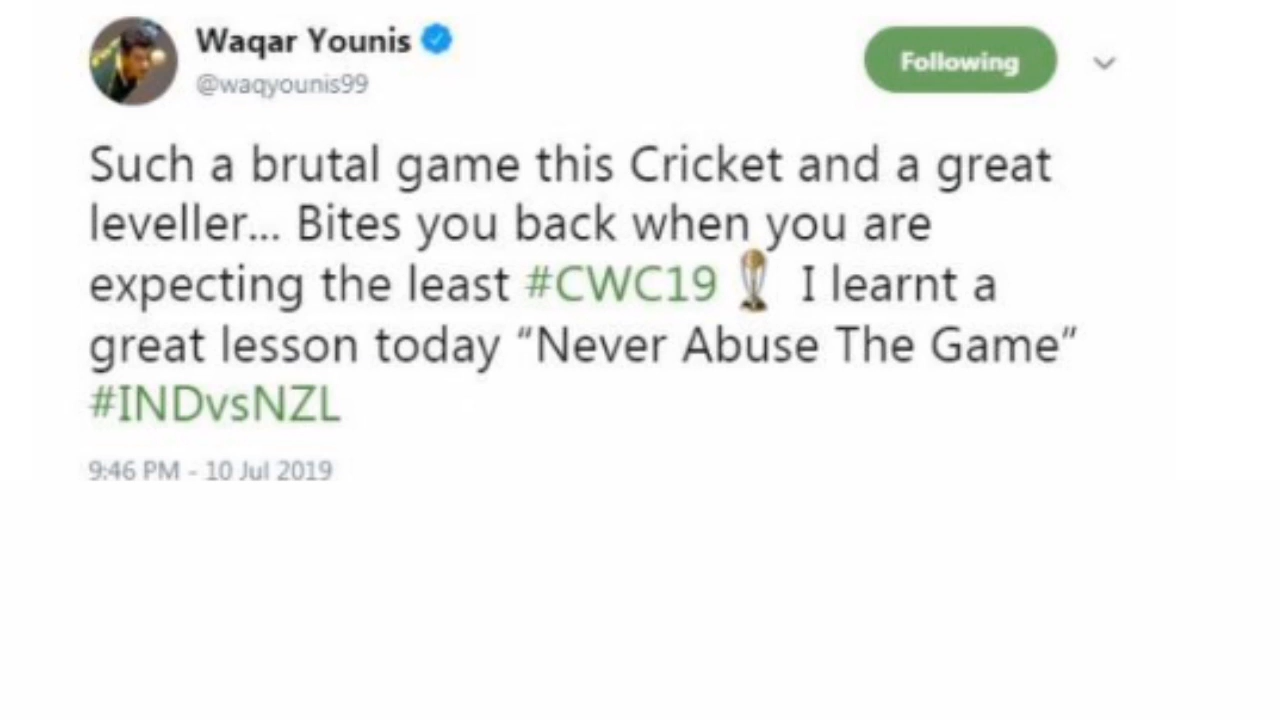 Waqar Younis
@waqyounis99
Following
Such a brutal game this Cricket and a great
leveller... Bites you back when you are
expecting the least #CWC19 🏆 I learnt a
great lesson today “Never Abuse The Game”
#INDvsNZL
9:46 PM - 10 Jul 2019